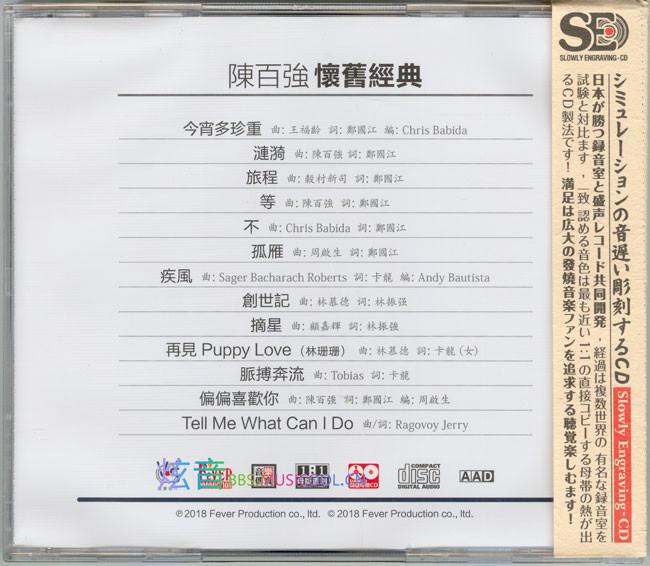 陳百強 懷舊經典
今宵多珍重 曲: 王福齡 詞: 鄭國江 編: Chris Babida
漣漪 曲: 陳百強 詞: 鄭國江
旅程 曲: 穀村新司 詞: 鄭國江
等 曲: 陳百強 詞: 鄭國江
不 曲: Chris Babida 詞: 鄭國江
孤雁 曲: 周啟生 詞: 鄭國江
疾風 曲: Sager Bacharach Roberts 詞: 卡龍 編: Andy Bautista
創世記 曲: 林慕德 詞: 林振强
摘星 曲: 顧嘉鏵 詞: 林振强
再見 Puppy Love (林珊珊) 曲: 林慕德 詞: 卡龍 (女)
脈搏奔流 曲: Tobias 詞: 卡龍
偏偏喜歡你 曲: 陳百强 詞: 鄭國江 編: 周啟生
Tell Me What Can I Do 曲/詞: Ragovoy Jerry
炫音
1:1
COMPACT
disc
DIGITAL AUDIO
AAD
℗ 2018 Fever Production co., ltd. © 2018 Fever Production co., ltd.
SE
SLOWLY ENGRAVING-CD
シミュレーションの音遅い彫刻するCD Slowly Engraving-CD
日本が勝つ録音室と盛声レコード共同開発，経過は複数世界の 有名な録音室を
試験と対比ます，一致 認める音色は最も近い 1:1 の直接コピーする母帯の熱が出
るCD製法です! 満足は広大の發燒音楽ファンを追求する聴覚楽しむます!